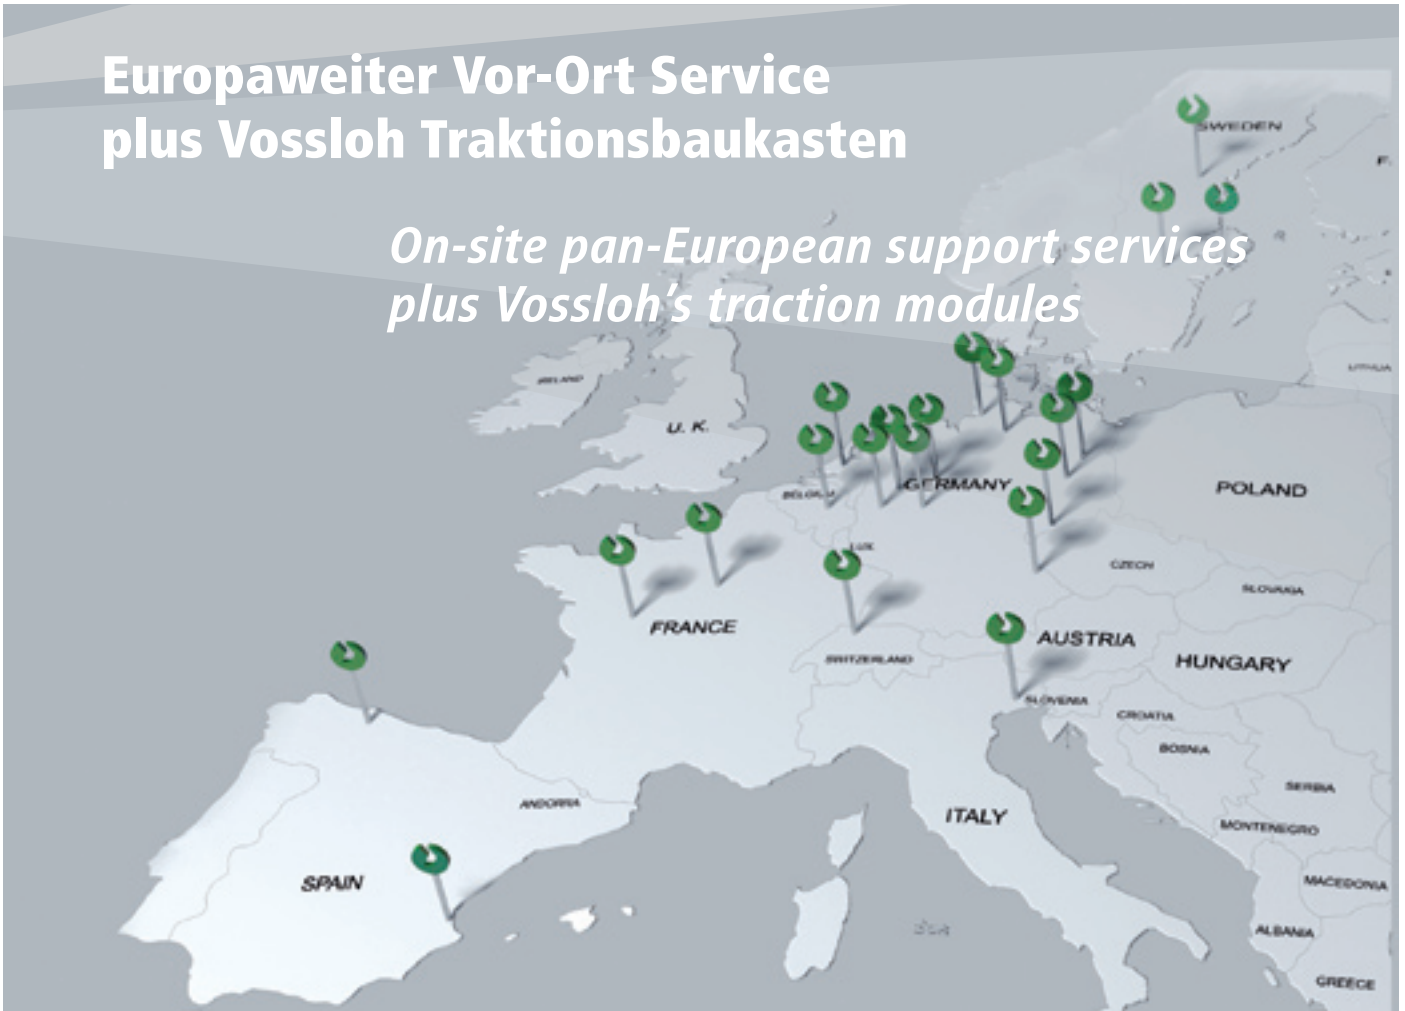 Europaweiter Vor-Ort Service
plus Vossloh Traktionsbaukasten
SWEDEN
On-site pan-European support services
plus Vossloh's traction modules
IRELAND
U. K.
BELGIUM
GERMANY
POLAND
LUX.
CZECH
SLOVAKIA
FRANCE
AUSTRIA
SWITZERLAND
HUNGARY
SLOVENIA
CROATIA
BOSNIA
SERBIA
ANDORRA
ITALY
MONTENEGRO
SPAIN
MACEDONIA
ALBANIA
GREECE